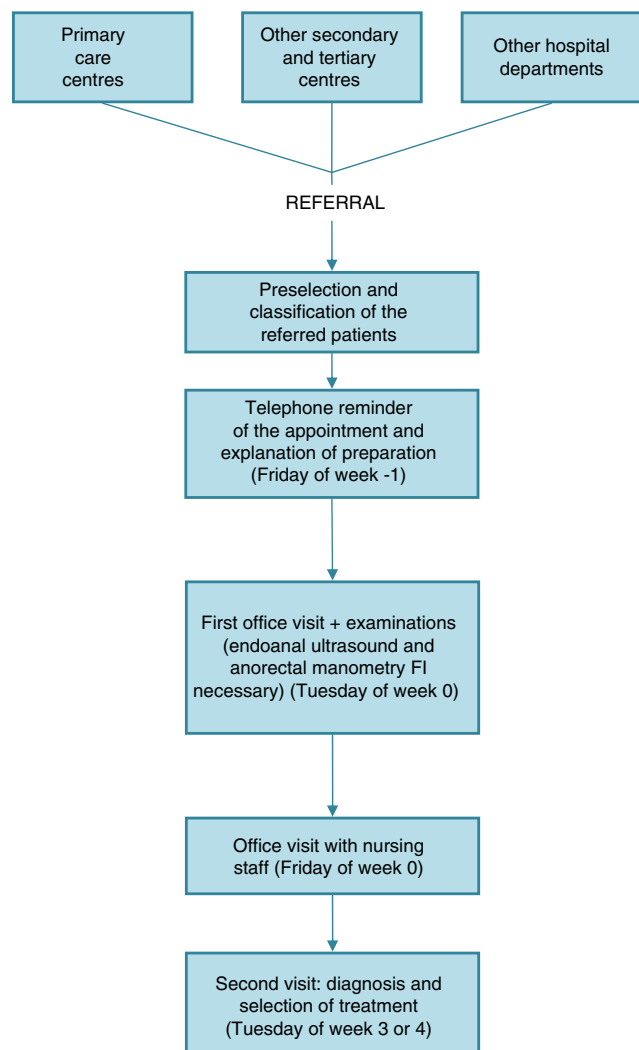 Primary
care
centres
Other secondary
and tertiary
centres
Other hospital
departments
REFERRAL
Preselection and
classification of the
referred patients
Telephone reminder
of the appointment and
explanation of preparation
(Friday of week -1)
First office visit + examinations
(endoanal ultrasound and
anorectal manometry FI
necessary) (Tuesday of week 0)
Office visit with nursing
staff (Friday of week 0)
Second visit: diagnosis and
selection of treatment
(Tuesday of week 3 or 4)